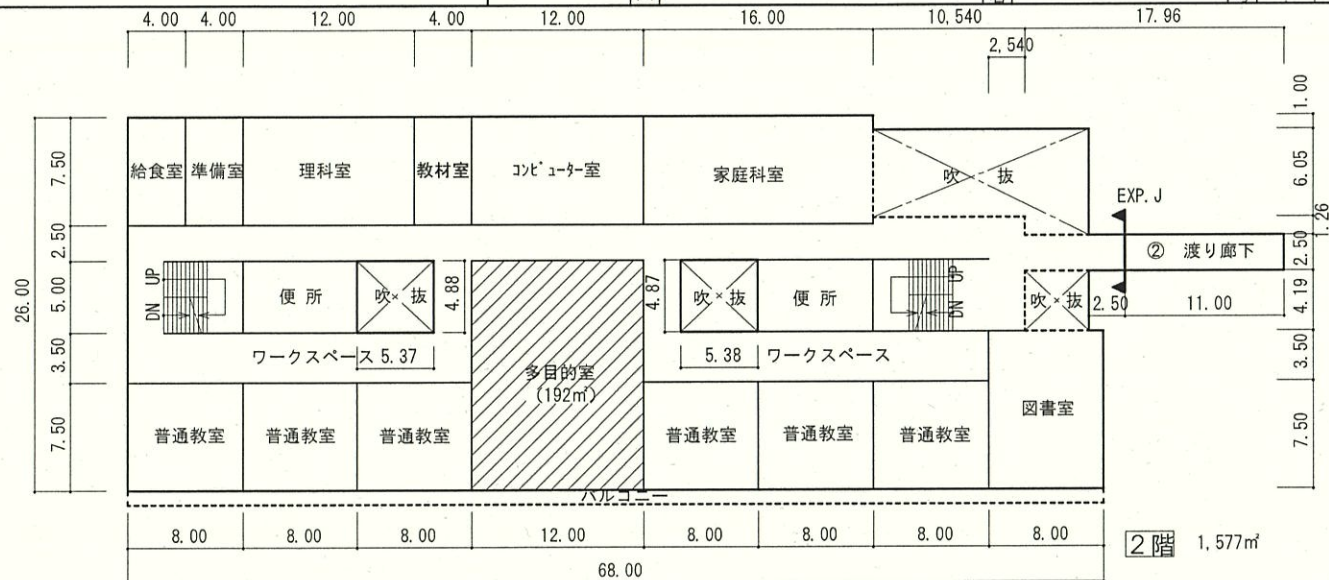 4.00 4.00 12.00 4.00 12.00 16.00 10,540 17.96
2,540
1.00
7.50
給食室 準備室 理科室 教材室 コンピューター室 家庭科室 吹 抜
6.05
EXP.J
1.26
2.50
② 渡り廊下
2.50
26.00
5.00
DN UP
便所
吹 抜
4.88
4.87
吹 抜
便所
DN UP
吹 抜
2.50
11.00
4.19
3.50
ワークスペース 5.37
5.38 ワークスペース
3.50
多目的室
(192㎡)
7.50
普通教室 普通教室 普通教室 普通教室 普通教室 普通教室 図書室
7.50
バルコニー
8.00 8.00 8.00 12.00 8.00 8.00 8.00 8.00
2階 1,577㎡
68.00